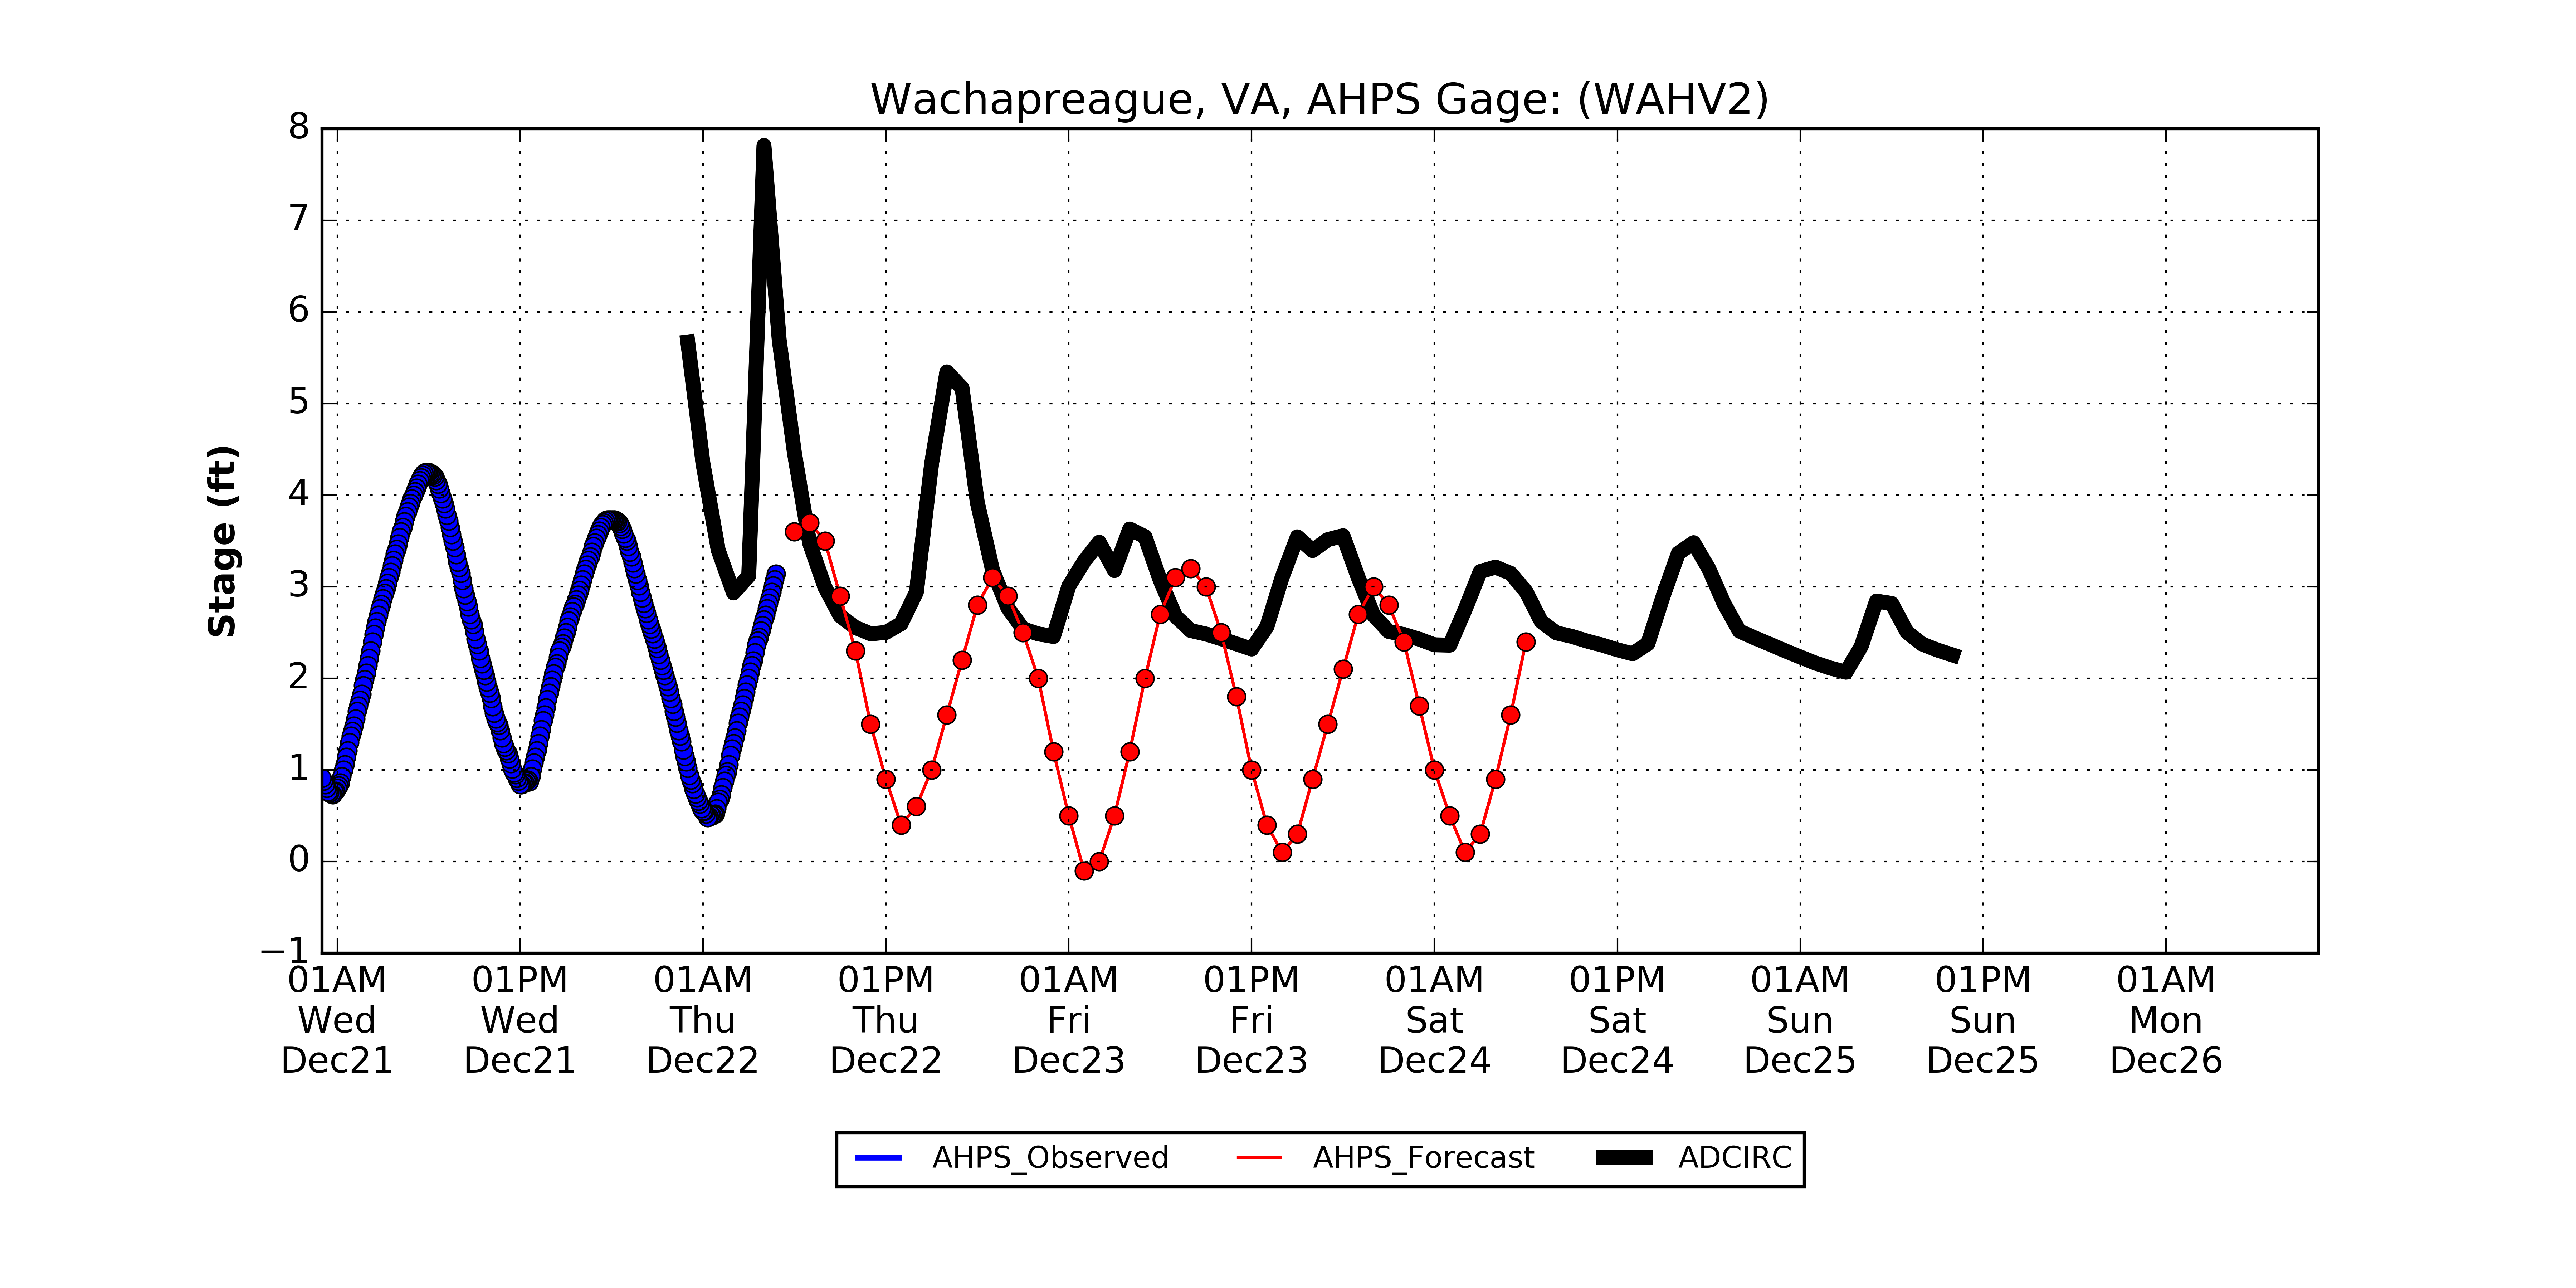 Wachapreague, VA, AHPS Gage: (WAHV2)
8
7
6
5
4
3
2
1
0
−1
Stage (ft)
01AM 01PM 01AM 01PM 01AM 01PM 01AM 01PM 01AM 01PM 01AM
Wed Wed Thu Thu Fri Fri Sat Sat Sun Sun Mon
Dec21 Dec21 Dec22 Dec22 Dec23 Dec23 Dec24 Dec24 Dec25 Dec25 Dec26
AHPS_Observed AHPS_Forecast ADCIRC